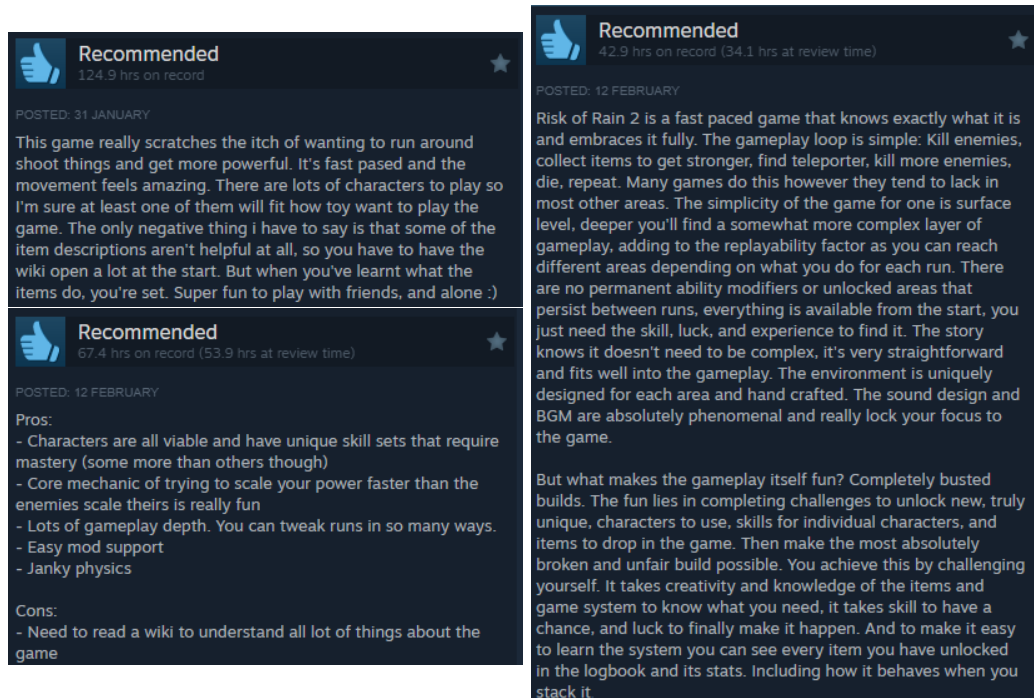 Recommended
124.9 hrs on record
POSTED: 31 JANUARY
This game really scratches the itch of wanting to run around
shoot things and get more powerful. It's fast pased and the
movement feels amazing. There are lots of characters to play so
I'm sure at least one of them will fit how toy want to play the
game. The only negative thing i have to say is that some of the
item descriptions aren't helpful at all, so you have to have the
wiki open a lot at the start. But when you've learnt what the
items do, you're set. Super fun to play with friends, and alone :)
Recommended
67.4 hrs on record (53.9 hrs at review time)
POSTED: 12 FEBRUARY
Pros:
- Characters are all viable and have unique skill sets that require
mastery (some more than others though)
- Core mechanic of trying to scale your power faster than the
enemies scale theirs is really fun
- Lots of gameplay depth. You can tweak runs in so many ways.
- Easy mod support
- Janky physics
Cons:
- Need to read a wiki to understand all lot of things about the
game
Recommended
42.9 hrs on record (34.1 hrs at review time)
POSTED: 12 FEBRUARY
Risk of Rain 2 is a fast paced game that knows exactly what it is
and embraces it fully. The gameplay loop is simple: Kill enemies,
collect items to get stronger, find teleporter, kill more enemies,
die, repeat. Many games do this however they tend to lack in
most other areas. The simplicity of the game for one is surface
level, deeper you'll find a somewhat more complex layer of
gameplay, adding to the replayability factor as you can reach
different areas depending on what you do for each run. There
are no permanent ability modifiers or unlocked areas that
persist between runs, everything is available from the start, you
just need the skill, luck, and experience to find it. The story
knows it doesn't need to be complex, it's very straightforward
and fits well into the gameplay. The environment is uniquely
designed for each area and hand crafted. The sound design and
BGM are absolutely phenomenal and really lock your focus to
the game.
But what makes the gameplay itself fun? Completely busted
builds. The fun lies in completing challenges to unlock new, truly
unique, characters to use, skills for individual characters, and
items to drop in the game. Then make the most absolutely
broken and unfair build possible. You achieve this by challenging
yourself. It takes creativity and knowledge of the items and
game system to know what you need, it takes skill to have a
chance, and luck to finally make it happen. And to make it easy
to learn the system you can see every item you have unlocked
in the logbook and its stats. Including how it behaves when you
stack it